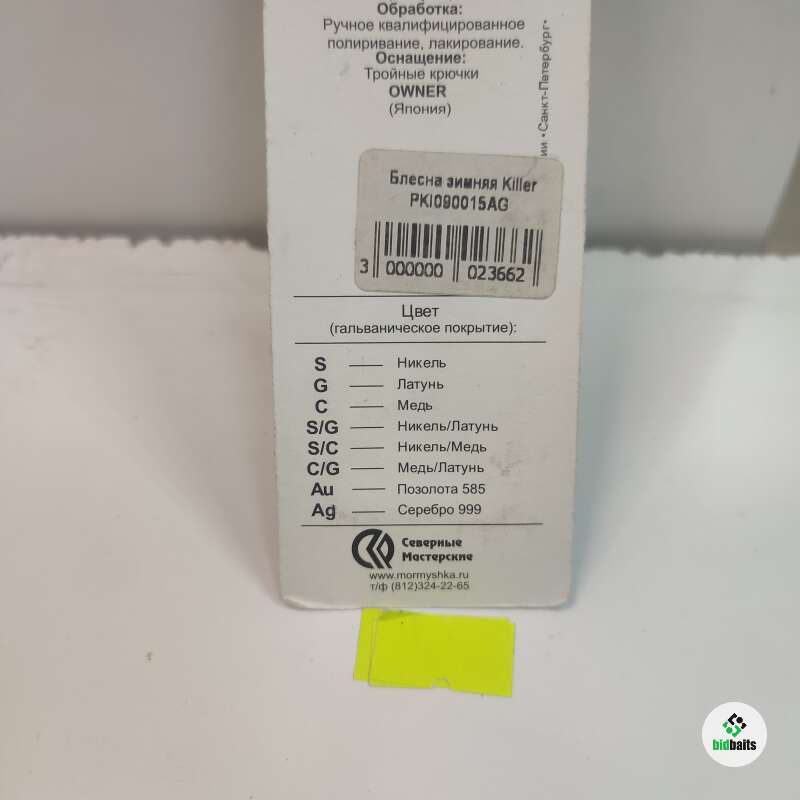 Обработка:
Ручное квалифицированное
полиривание, лакирование.
Оснащение:
Тройные крючки
OWNER
(Япония)
ии •Санкт-Петербург•
Блесна зимняя Killer
PKI090015AG
3 000000 023662
Цвет
(гальваническое покрытие):
S — Никель
G — Латунь
C — Медь
S/G — Никель/Латунь
S/C — Никель/Медь
C/G — Медь/Латунь
Au — Позолота 585
Ag — Серебро 999
Северные
Мастерские
www.mormyshka.ru
т/ф (812)324-22-65
bidbaits